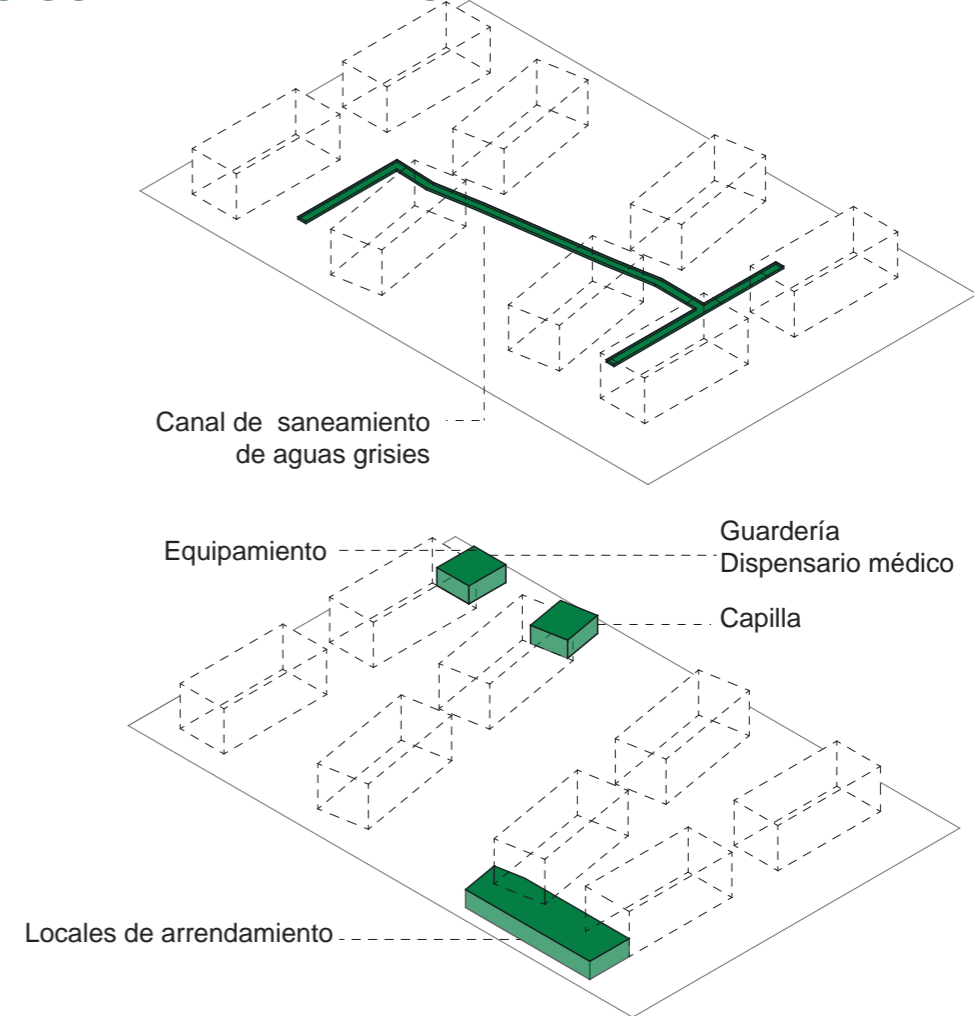 Canal de saneamiento
de aguas grisies
Equipamiento
Guardería
Dispensario médico
Capilla
Locales de arrendamiento